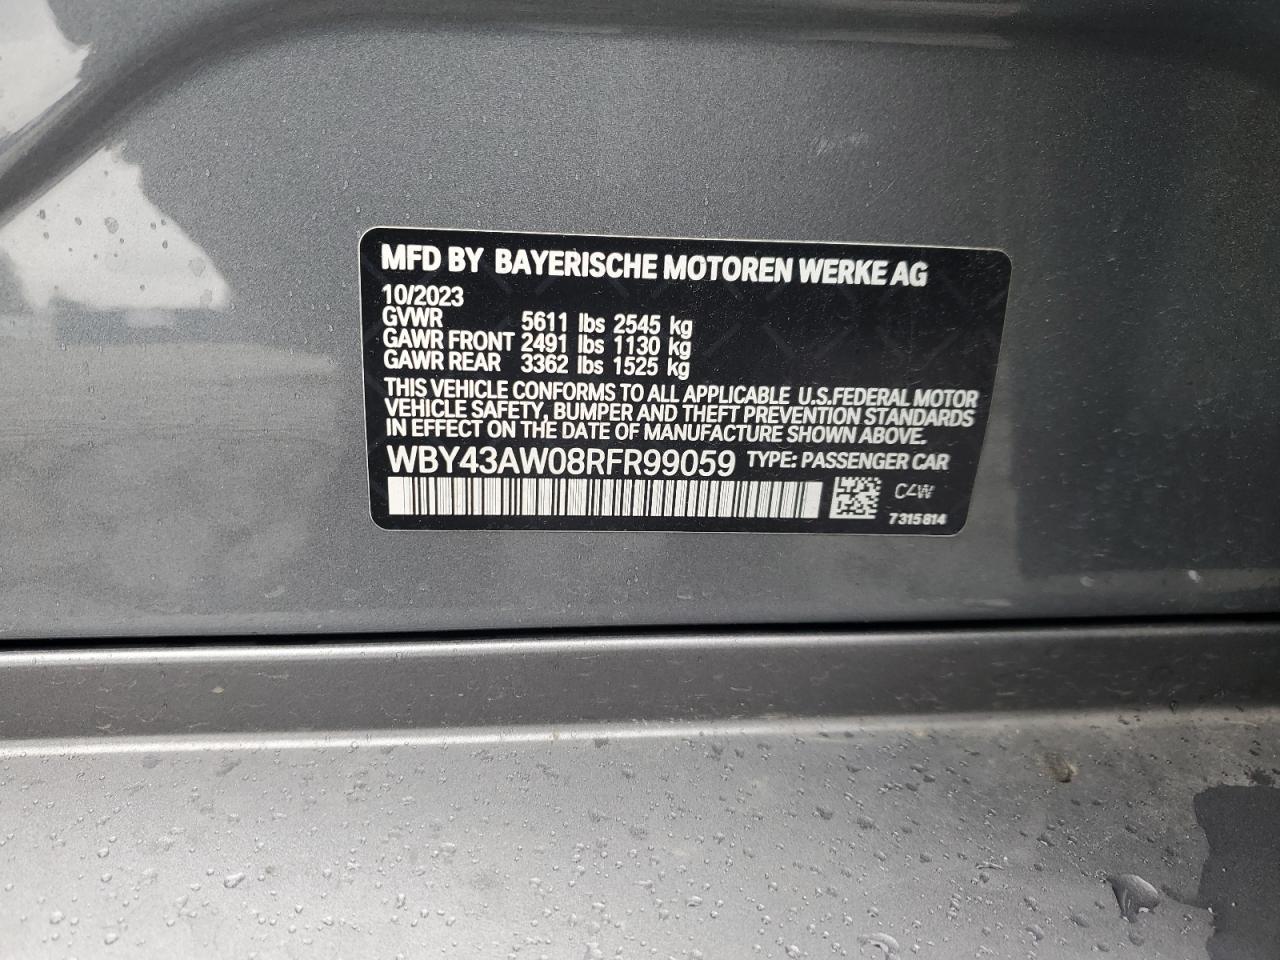 MFD BY BAYERISCHE MOTOREN WERKE AG
10/2023
GVWR 5611 lbs 2545 kg
GAWR FRONT 2491 lbs 1130 kg
GAWR REAR 3362 lbs 1525 kg
THIS VEHICLE CONFORMS TO ALL APPLICABLE U.S.FEDERAL MOTOR
VEHICLE SAFETY, BUMPER AND THEFT PREVENTION STANDARDS
IN EFFECT ON THE DATE OF MANUFACTURE SHOWN ABOVE.
WBY43AW08RFR99059 TYPE: PASSENGER CAR
C4W
7315814